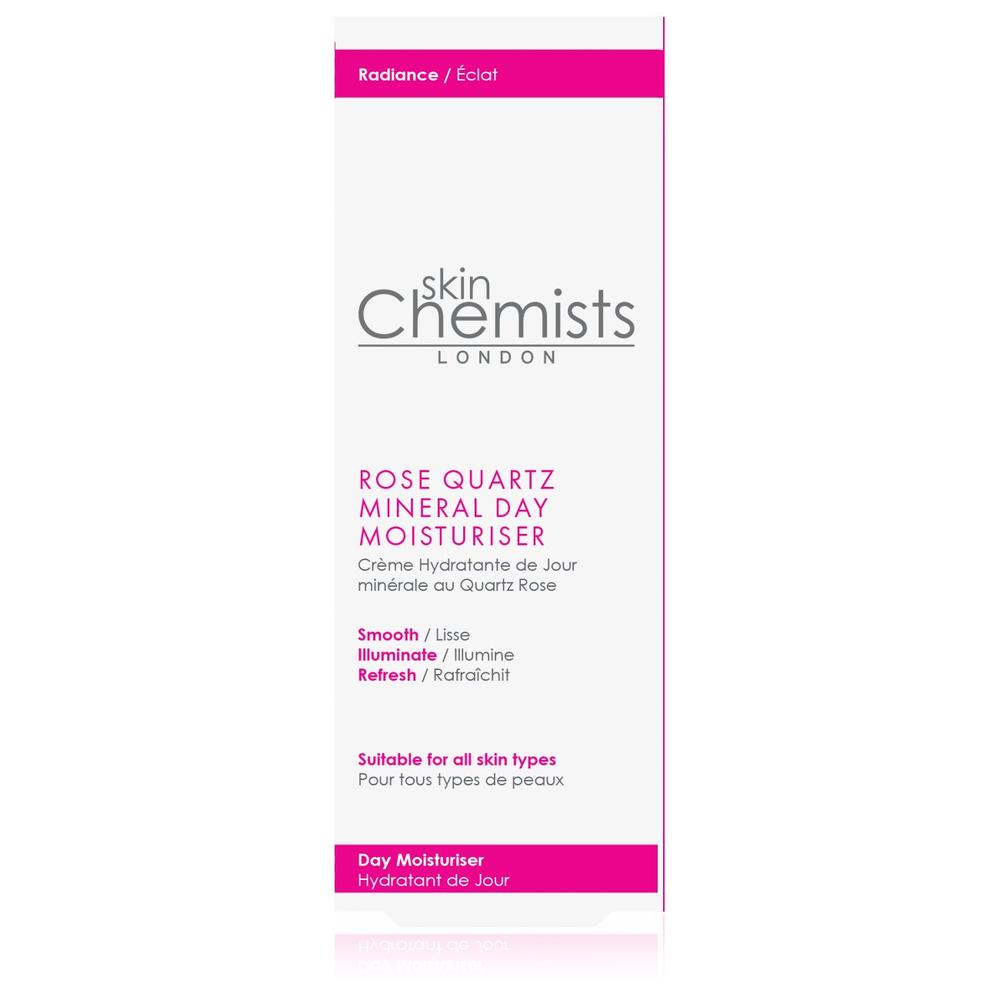 Radiance / Éclat
skin
Chemists
LONDON
ROSE QUARTZ
MINERAL DAY
MOISTURISER
Crème Hydratante de Jour
minérale au Quartz Rose
Smooth / Lisse
Illuminate / Illumine
Refresh / Rafraîchit
Suitable for all skin types
Pour tous types de peaux
Day Moisturiser
Hydratant de Jour